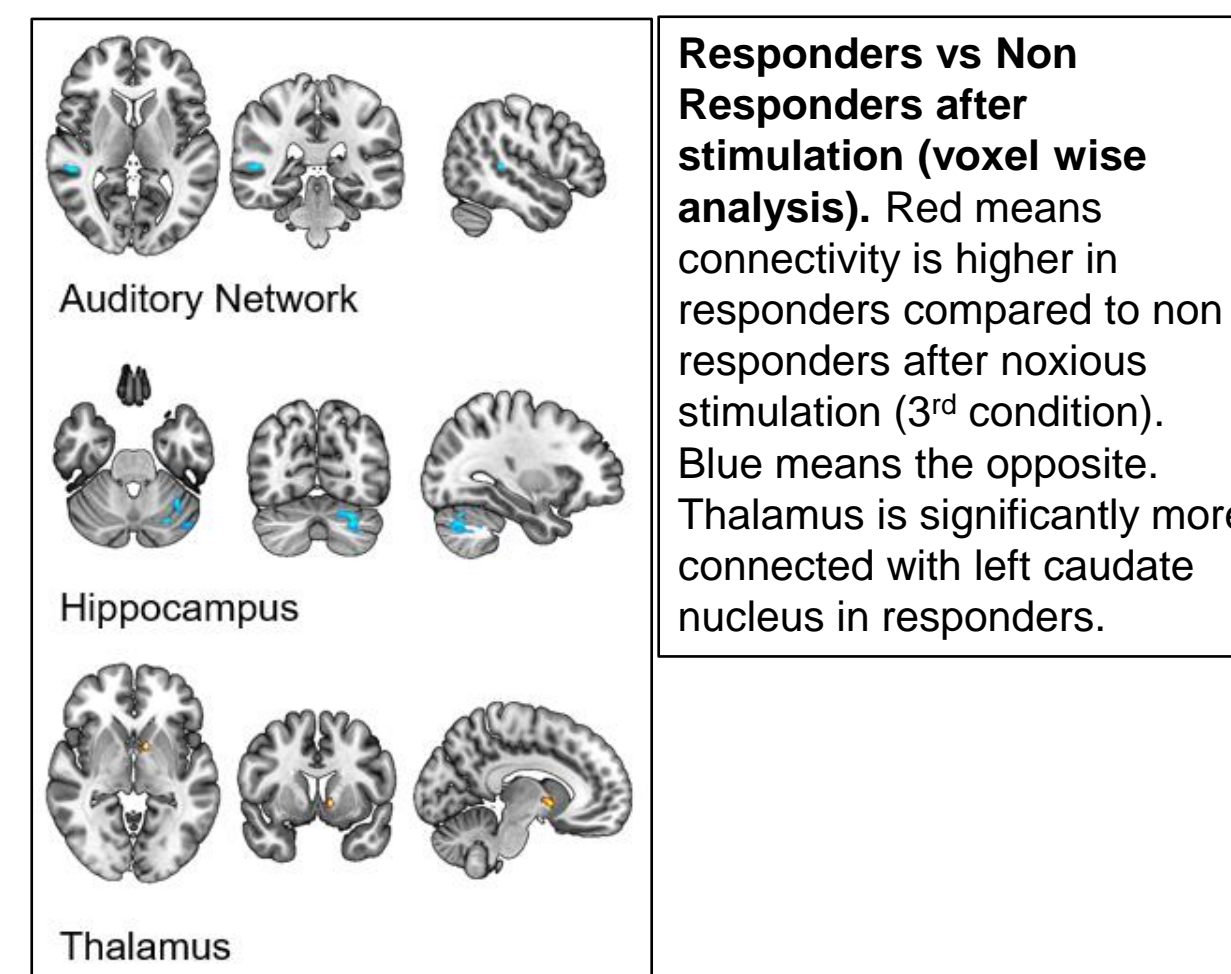 Auditory Network
Hippocampus
Thalamus
Responders vs Non
Responders after
stimulation (voxel wise
analysis). Red means
connectivity is higher in
responders compared to non
responders after noxious
stimulation (3rd condition).
Blue means the opposite.
Thalamus is significantly more
connected with left caudate
nucleus in responders.